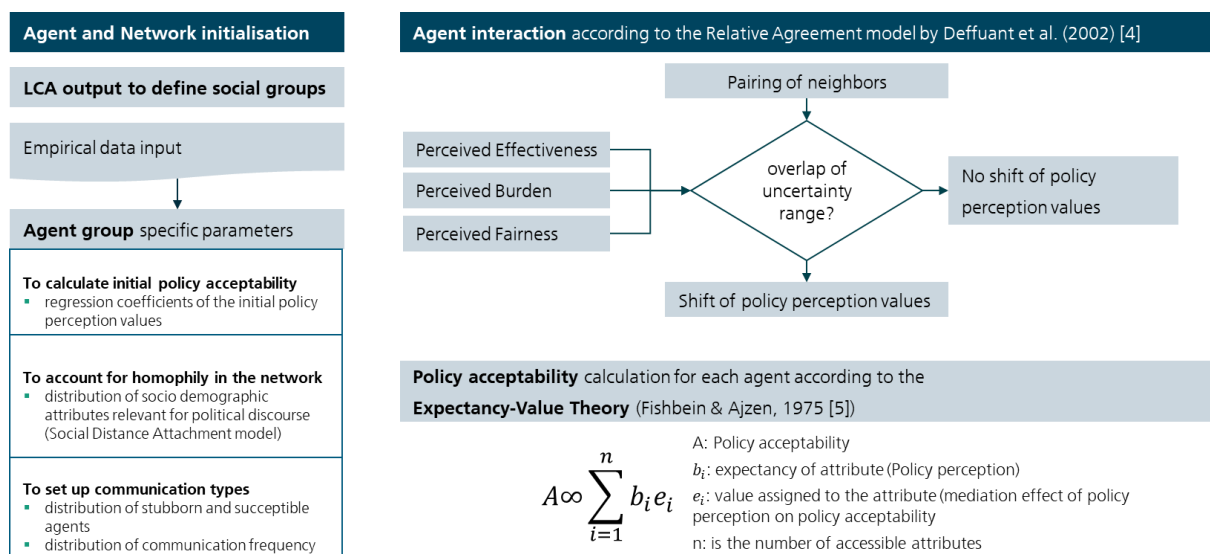 Agent and Network initialisation
LCA output to define social groups
Empirical data input
Agent group specific parameters
To calculate initial policy acceptability
▪ regression coefficients of the initial policy
perception values
To account for homophily in the network
▪ distribution of socio demographic
attributes relevant for political discourse
(Social Distance Attachment model)
To set up communication types
▪ distribution of stubborn and succeptible
agents
▪ distribution of communication frequency
Agent interaction according to the Relative Agreement model by Deffuant et al. (2002) [4]
Pairing of neighbors
Perceived Effectiveness
Perceived Burden
Perceived Fairness
overlap of
uncertainty
range?
No shift of policy
perception values
Shift of policy perception values
Policy acceptability calculation for each agent according to the
Expectancy-Value Theory (Fishbein & Ajzen, 1975 [5])
n
A∞ ∑ bᵢeᵢ
i=1
A: Policy acceptability
bᵢ: expectancy of attribute (Policy perception)
eᵢ: value assigned to the attribute (mediation effect of policy
perception on policy acceptability
n: is the number of accessible attributes